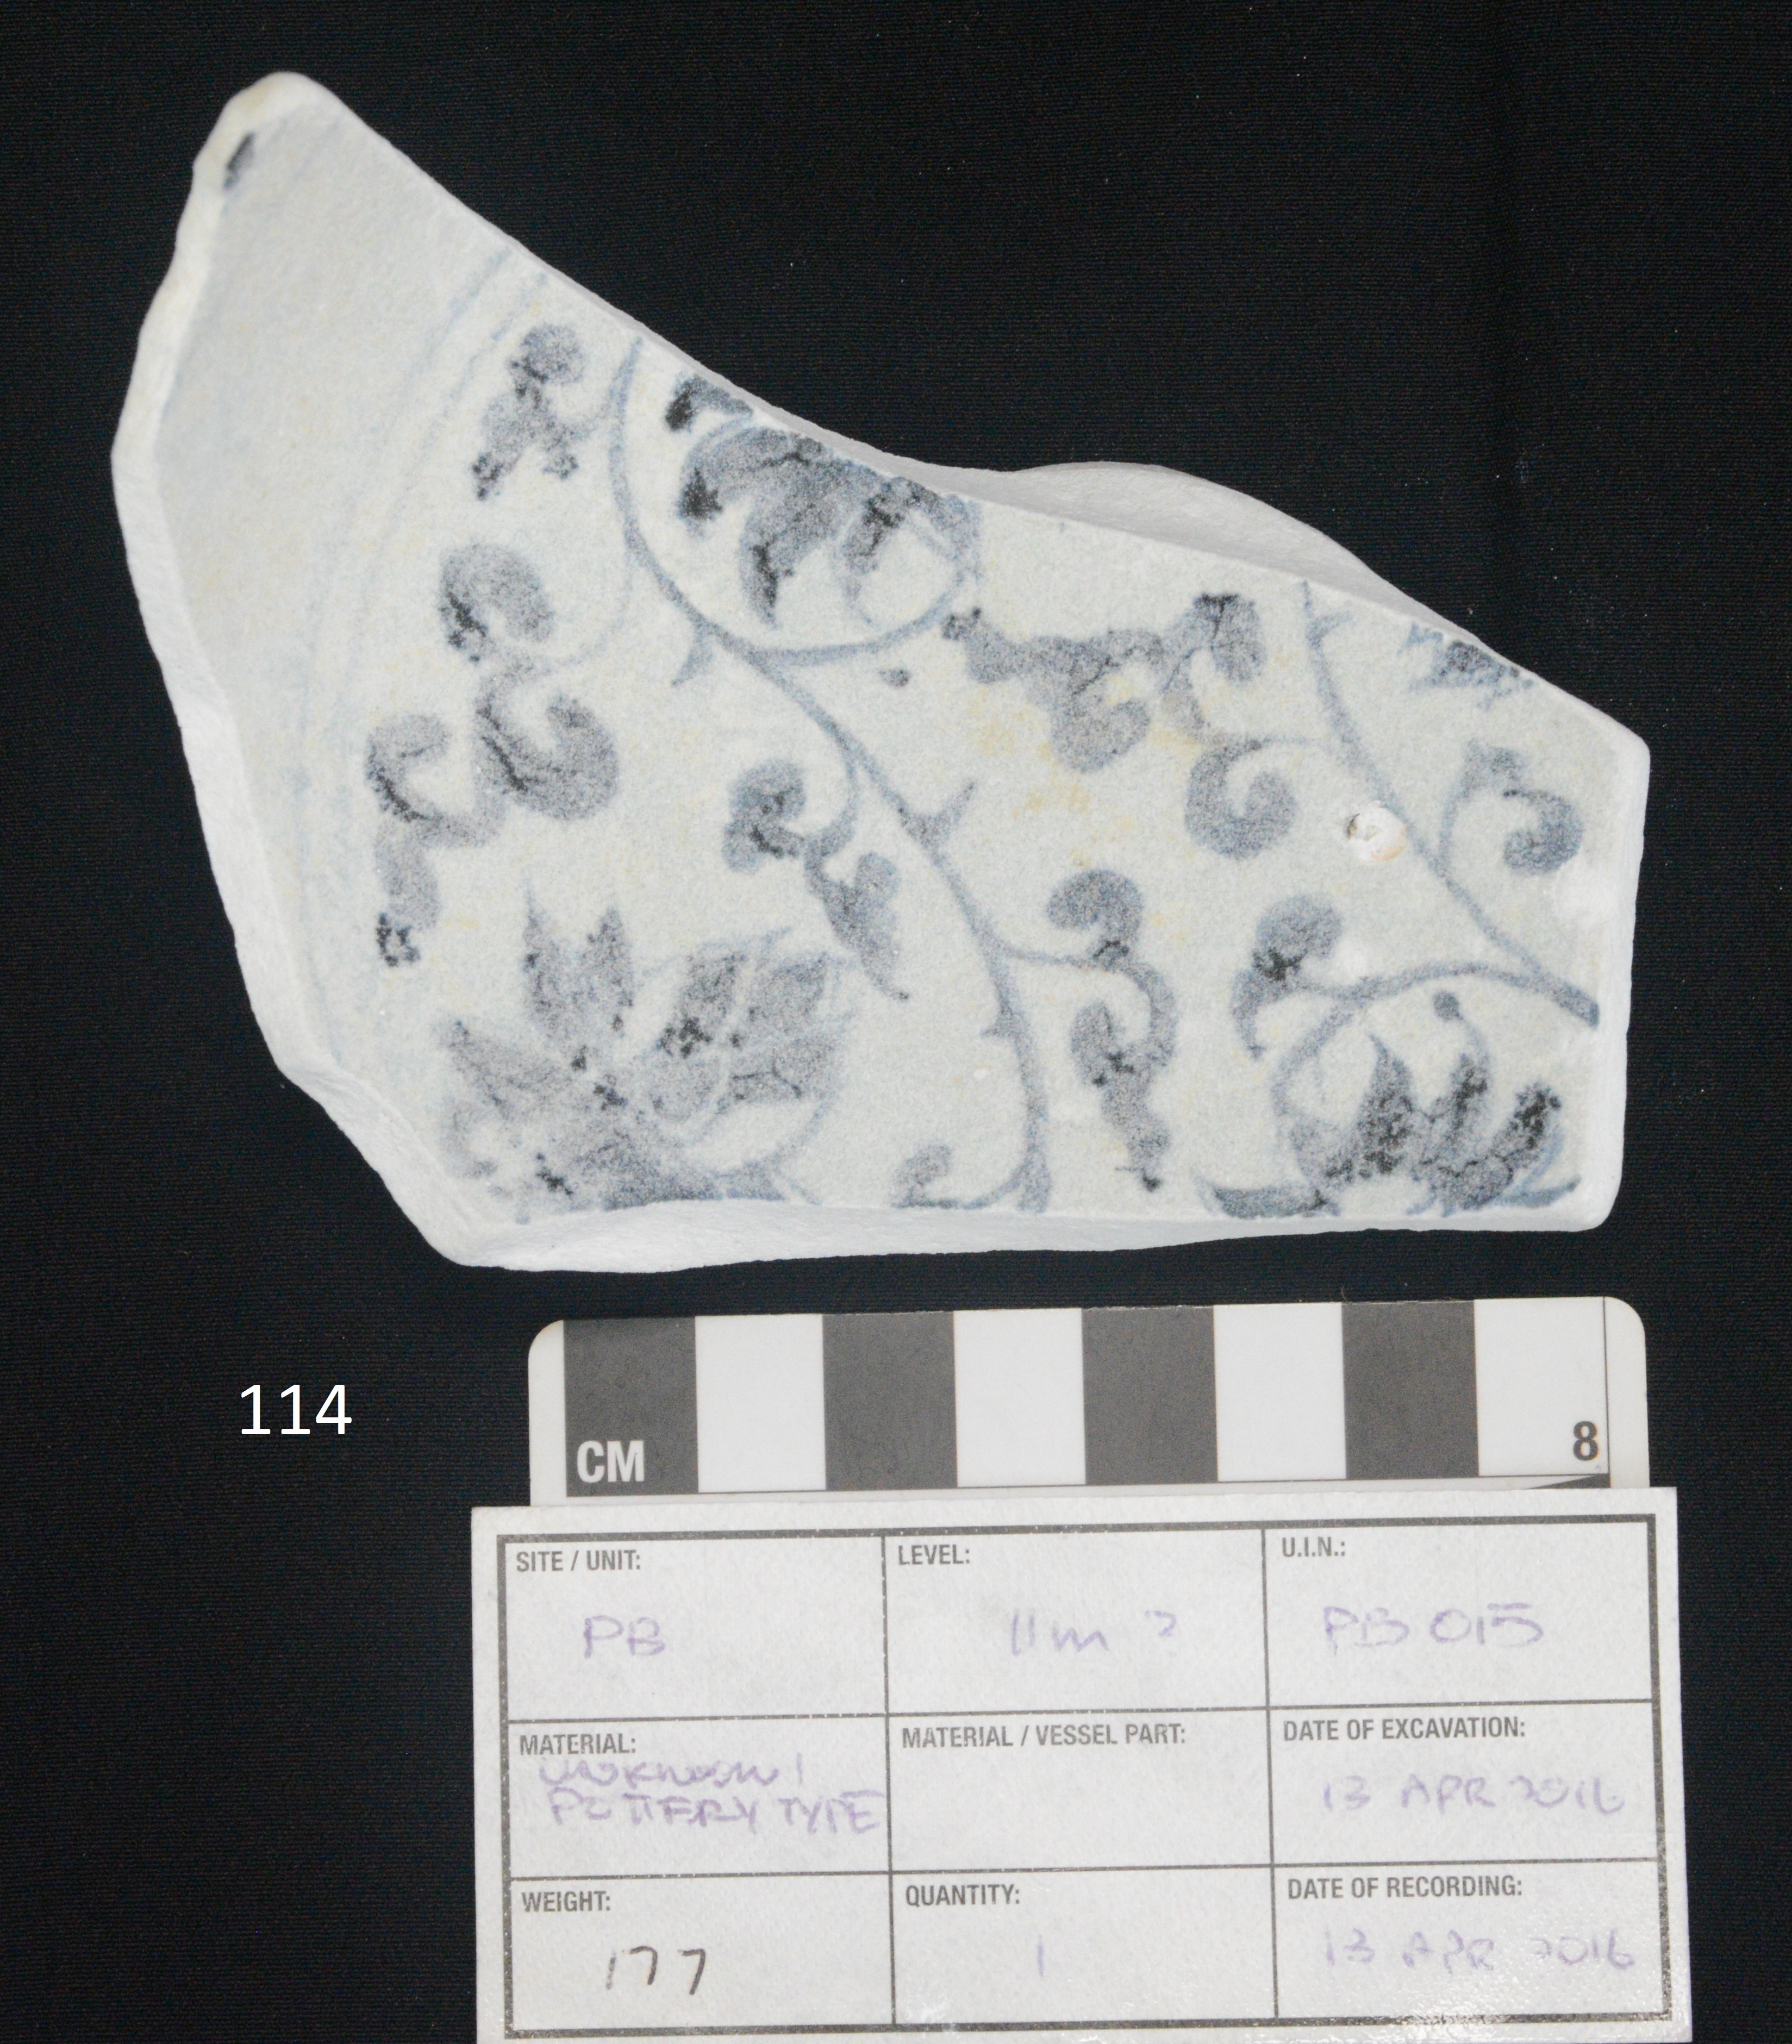 114
CM 8
SITE / UNIT: LEVEL: U.I.N.:
PB 11m ? PB 015
MATERIAL: MATERIAL / VESSEL PART: DATE OF EXCAVATION:
UNKNOWN !
POTTERY TYPE 13 APR 2016
WEIGHT: QUANTITY: DATE OF RECORDING:
177 1 13 APR 2016